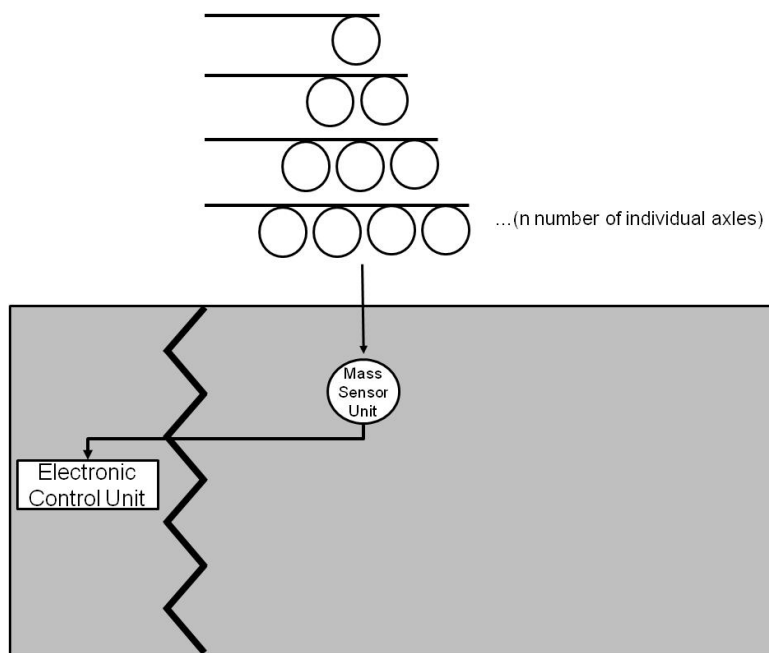 ...(n number of individual axles)
Mass
Sensor
Unit
Electronic
Control Unit